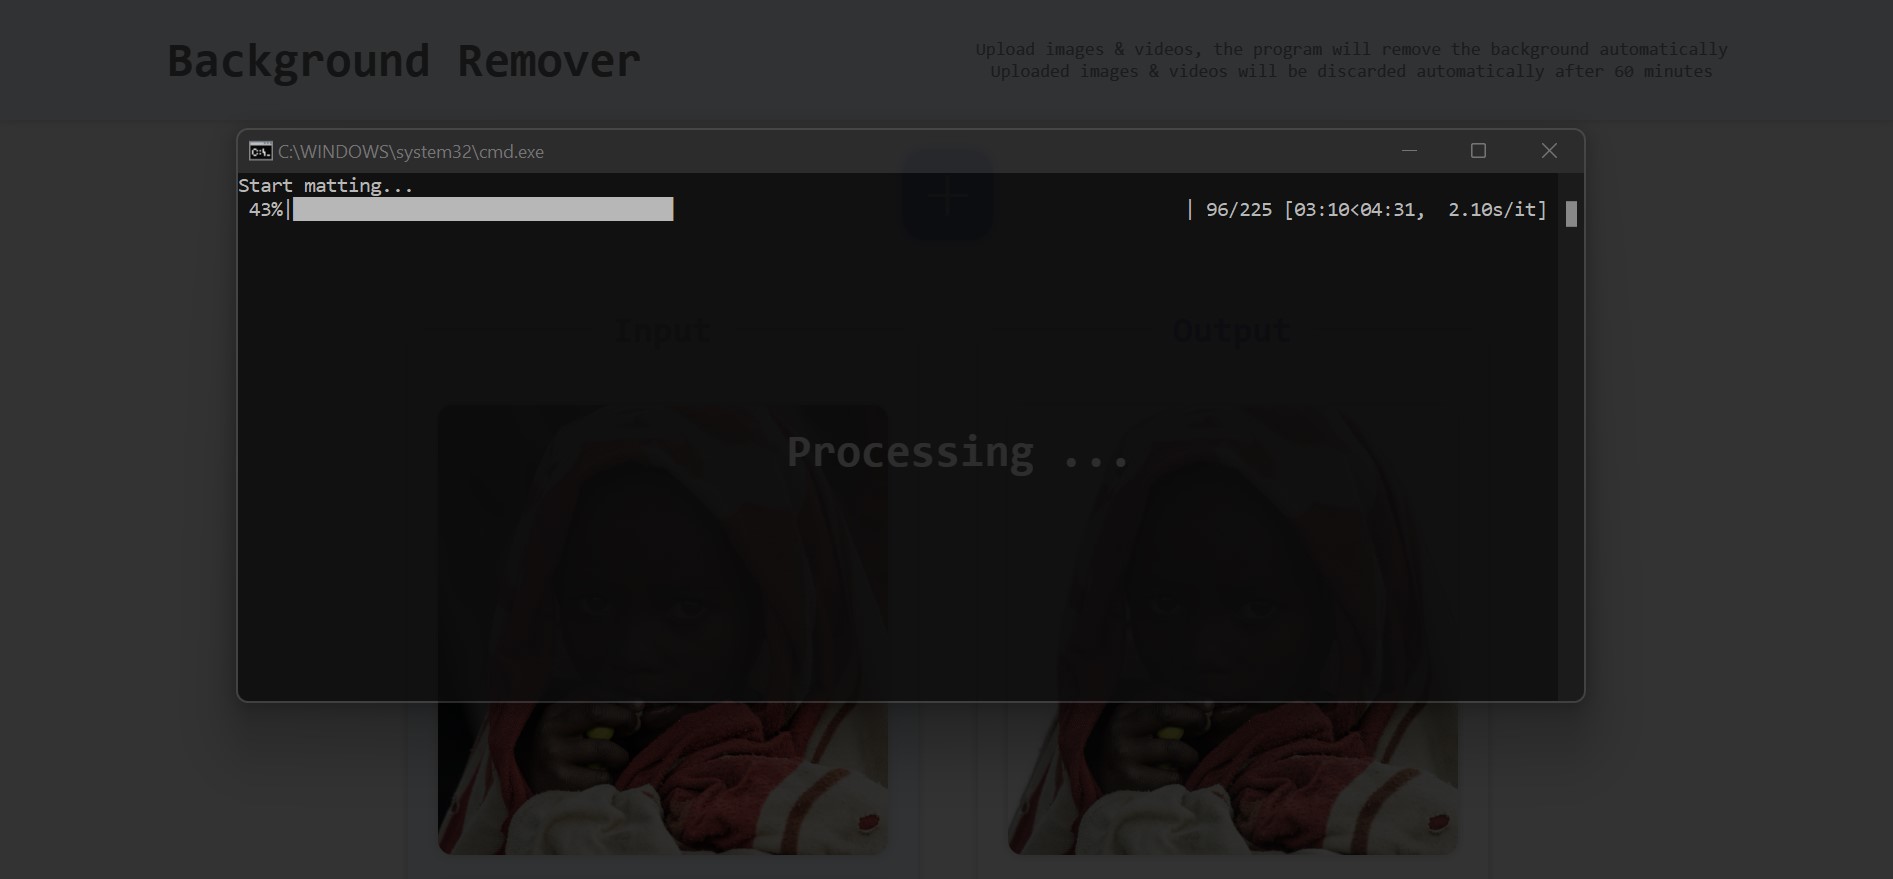 Background Remover
Upload images & videos, the program will remove the background automatically
Uploaded images & videos will be discarded automatically after 60 minutes
C:\WINDOWS\system32\cmd.exe
Start matting...
43%| | 96/225 [03:10<04:31, 2.10s/it]
Input
Output
Processing ...